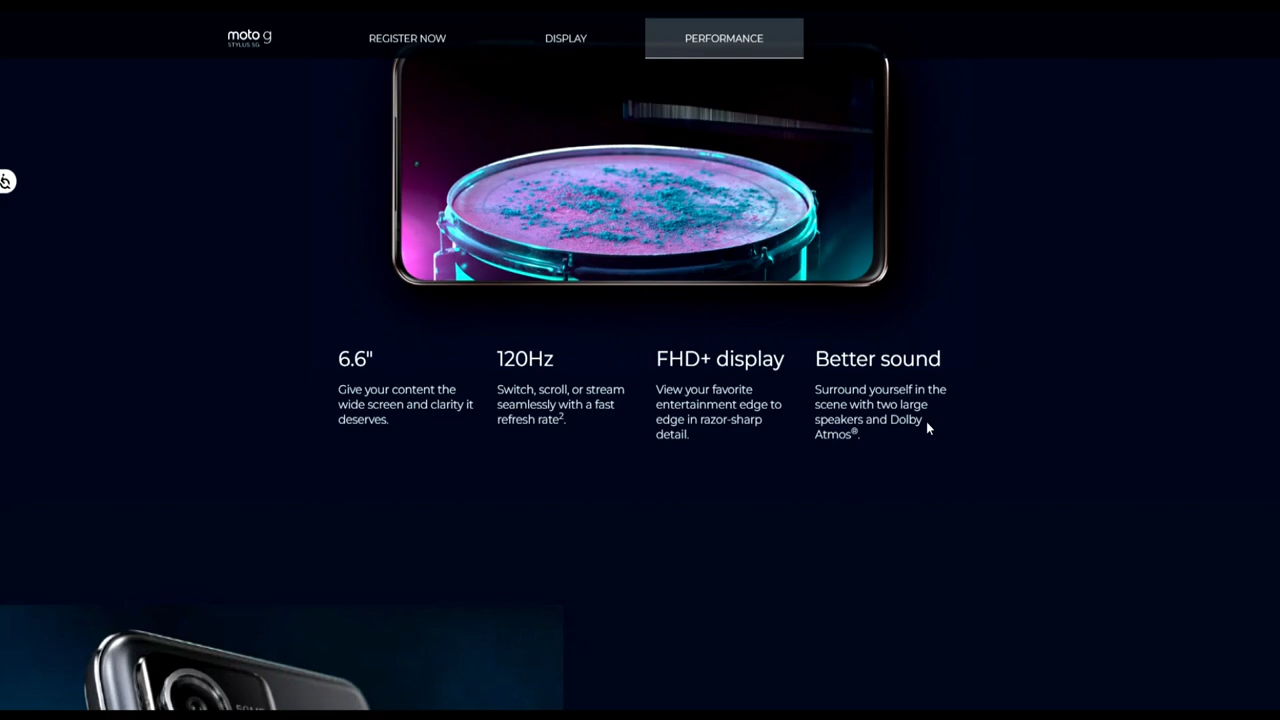 moto g
STYLUS 5G
REGISTER NOW
DISPLAY
PERFORMANCE
6.6"
Give your content the
wide screen and clarity it
deserves.
120Hz
Switch, scroll, or stream
seamlessly with a fast
refresh rate².
FHD+ display
View your favorite
entertainment edge to
edge in razor-sharp
detail.
Better sound
Surround yourself in the
scene with two large
speakers and Dolby
Atmos®.